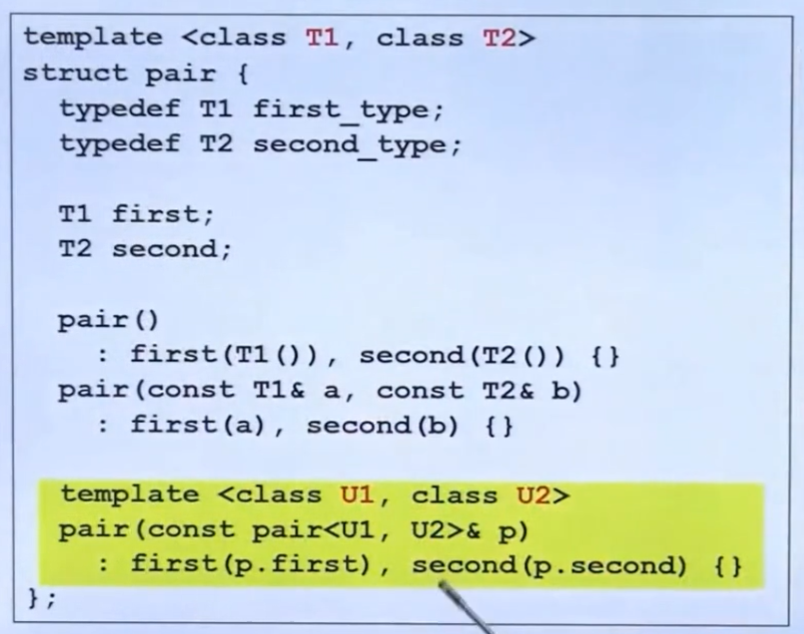 template <class T1, class T2>
struct pair {
  typedef T1 first_type;
  typedef T2 second_type;

  T1 first;
  T2 second;

  pair()
    : first(T1()), second(T2()) {}
  pair(const T1& a, const T2& b)
    : first(a), second(b) {}

  template <class U1, class U2>
  pair(const pair<U1, U2>& p)
    : first(p.first), second(p.second) {}
};